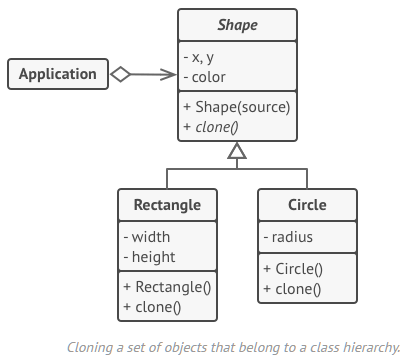 Shape
- x, y
- color
+ Shape(source)
+ clone()
Application
Rectangle
- width
- height
+ Rectangle()
+ clone()
Circle
- radius
+ Circle()
+ clone()
Cloning a set of objects that belong to a class hierarchy.